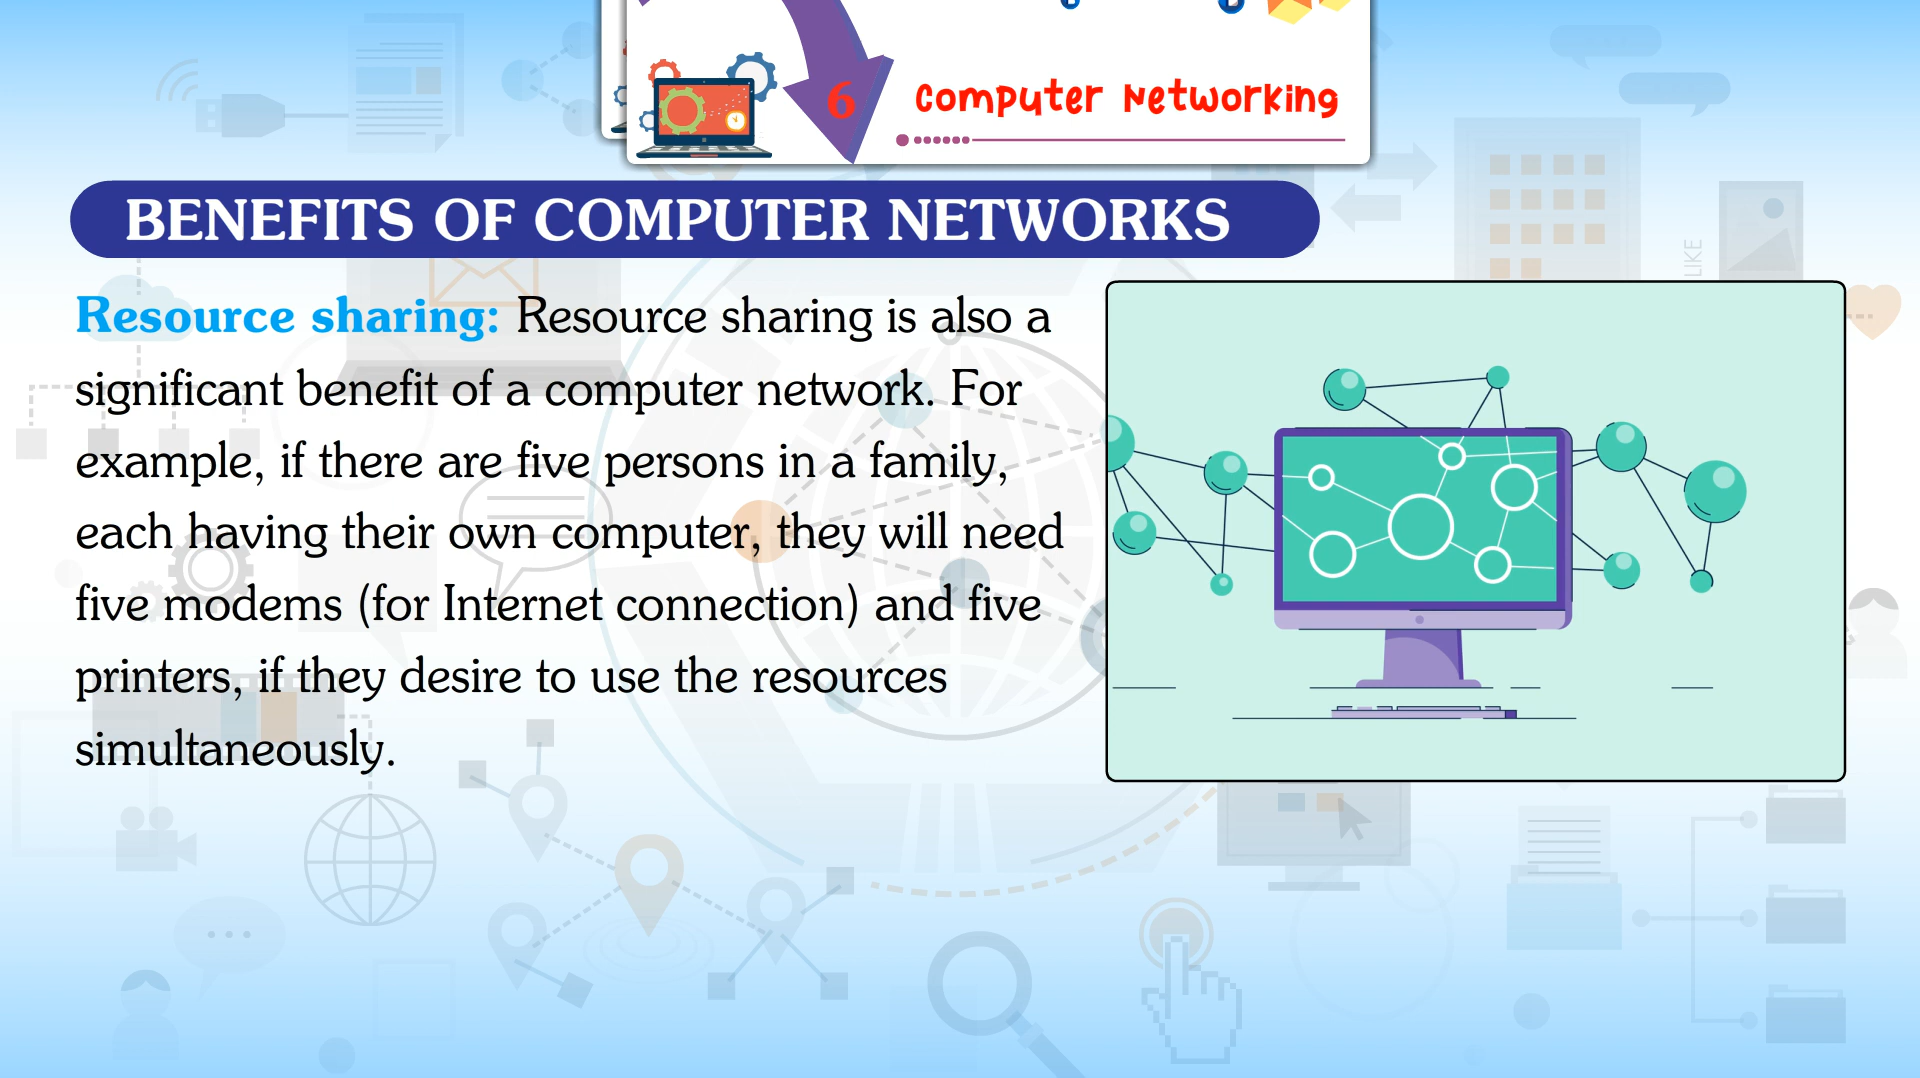 6
Computer Networking
BENEFITS OF COMPUTER NETWORKS
Resource sharing: Resource sharing is also a
significant benefit of a computer network. For
example, if there are five persons in a family,
each having their own computer, they will need
five modems (for Internet connection) and five
printers, if they desire to use the resources
simultaneously.
LIKE